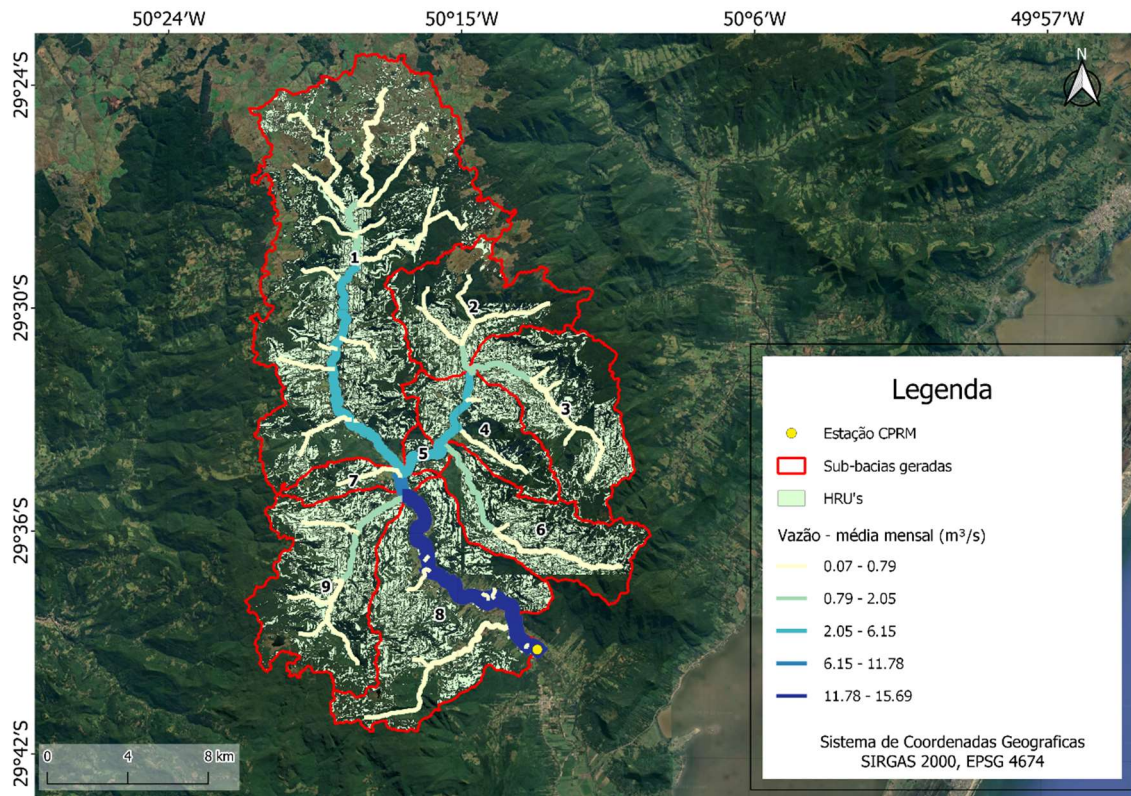 50°24'W 50°15'W 50°6'W 49°57'W
29°24'S
29°30'S
29°36'S
29°42'S
N
1
2
3
4
5
6
7
8
9
0 4 8 km
Legenda
Estação CPRM
Sub-bacias geradas
HRU's
Vazão - média mensal (m³/s)
0.07 - 0.79
0.79 - 2.05
2.05 - 6.15
6.15 - 11.78
11.78 - 15.69
Sistema de Coordenadas Geograficas
SIRGAS 2000, EPSG 4674